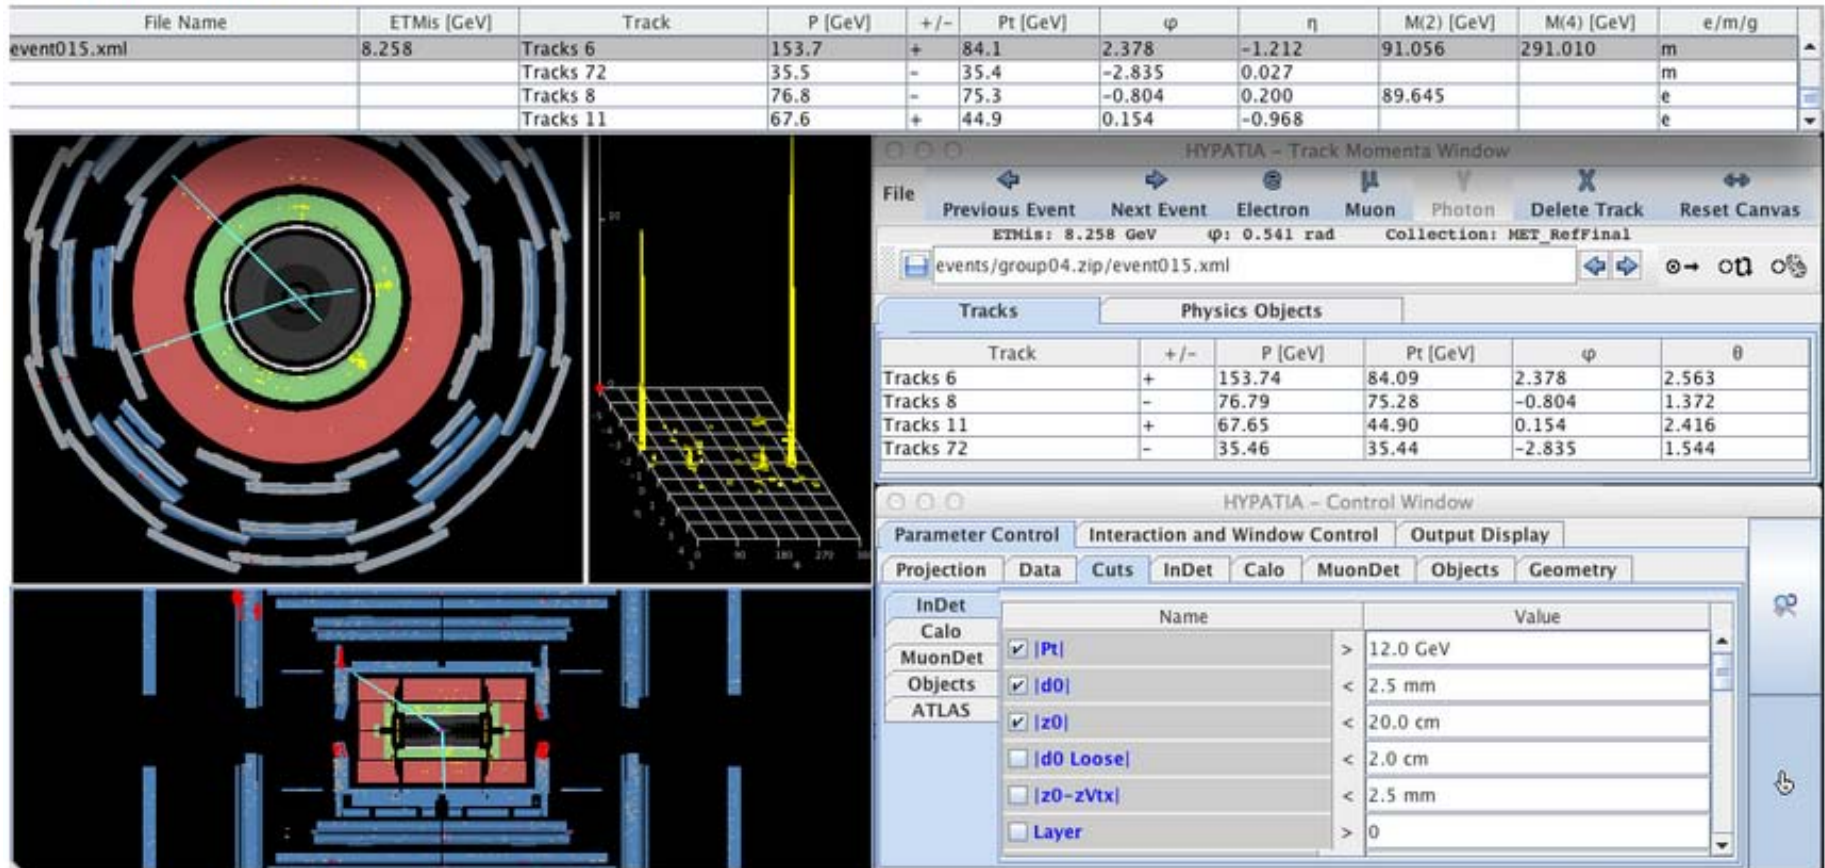 File Name ETMis [GeV] Track P [GeV] +/- Pt [GeV] φ η M(2) [GeV] M(4) [GeV] e/m/g
event015.xml 8.258 Tracks 6 153.7 + 84.1 2.378 -1.212 91.056 291.010 m
Tracks 72 35.5 - 35.4 -2.835 0.027 m
Tracks 8 76.8 - 75.3 -0.804 0.200 89.645 e
Tracks 11 67.6 + 44.9 0.154 -0.968 e
HYPATIA - Track Momenta Window
File Previous Event Next Event Electron Muon Photon Delete Track Reset Canvas
ETMis: 8.258 GeV φ: 0.541 rad Collection: MET_RefFinal
events/group04.zip/event015.xml
Tracks Physics Objects
Track +/- P [GeV] Pt [GeV] φ θ
Tracks 6 + 153.74 84.09 2.378 2.563
Tracks 8 - 76.79 75.28 -0.804 1.372
Tracks 11 + 67.65 44.90 0.154 2.416
Tracks 72 - 35.46 35.44 -2.835 1.544
HYPATIA - Control Window
Parameter Control Interaction and Window Control Output Display
Projection Data Cuts InDet Calo MuonDet Objects Geometry
InDet
Calo
MuonDet
Objects
ATLAS
Name Value
|Pt| > 12.0 GeV
|d0| < 2.5 mm
|z0| < 20.0 cm
|d0 Loose| < 2.0 cm
|z0-zVtx| < 2.5 mm
Layer > 0
0 90 180 270